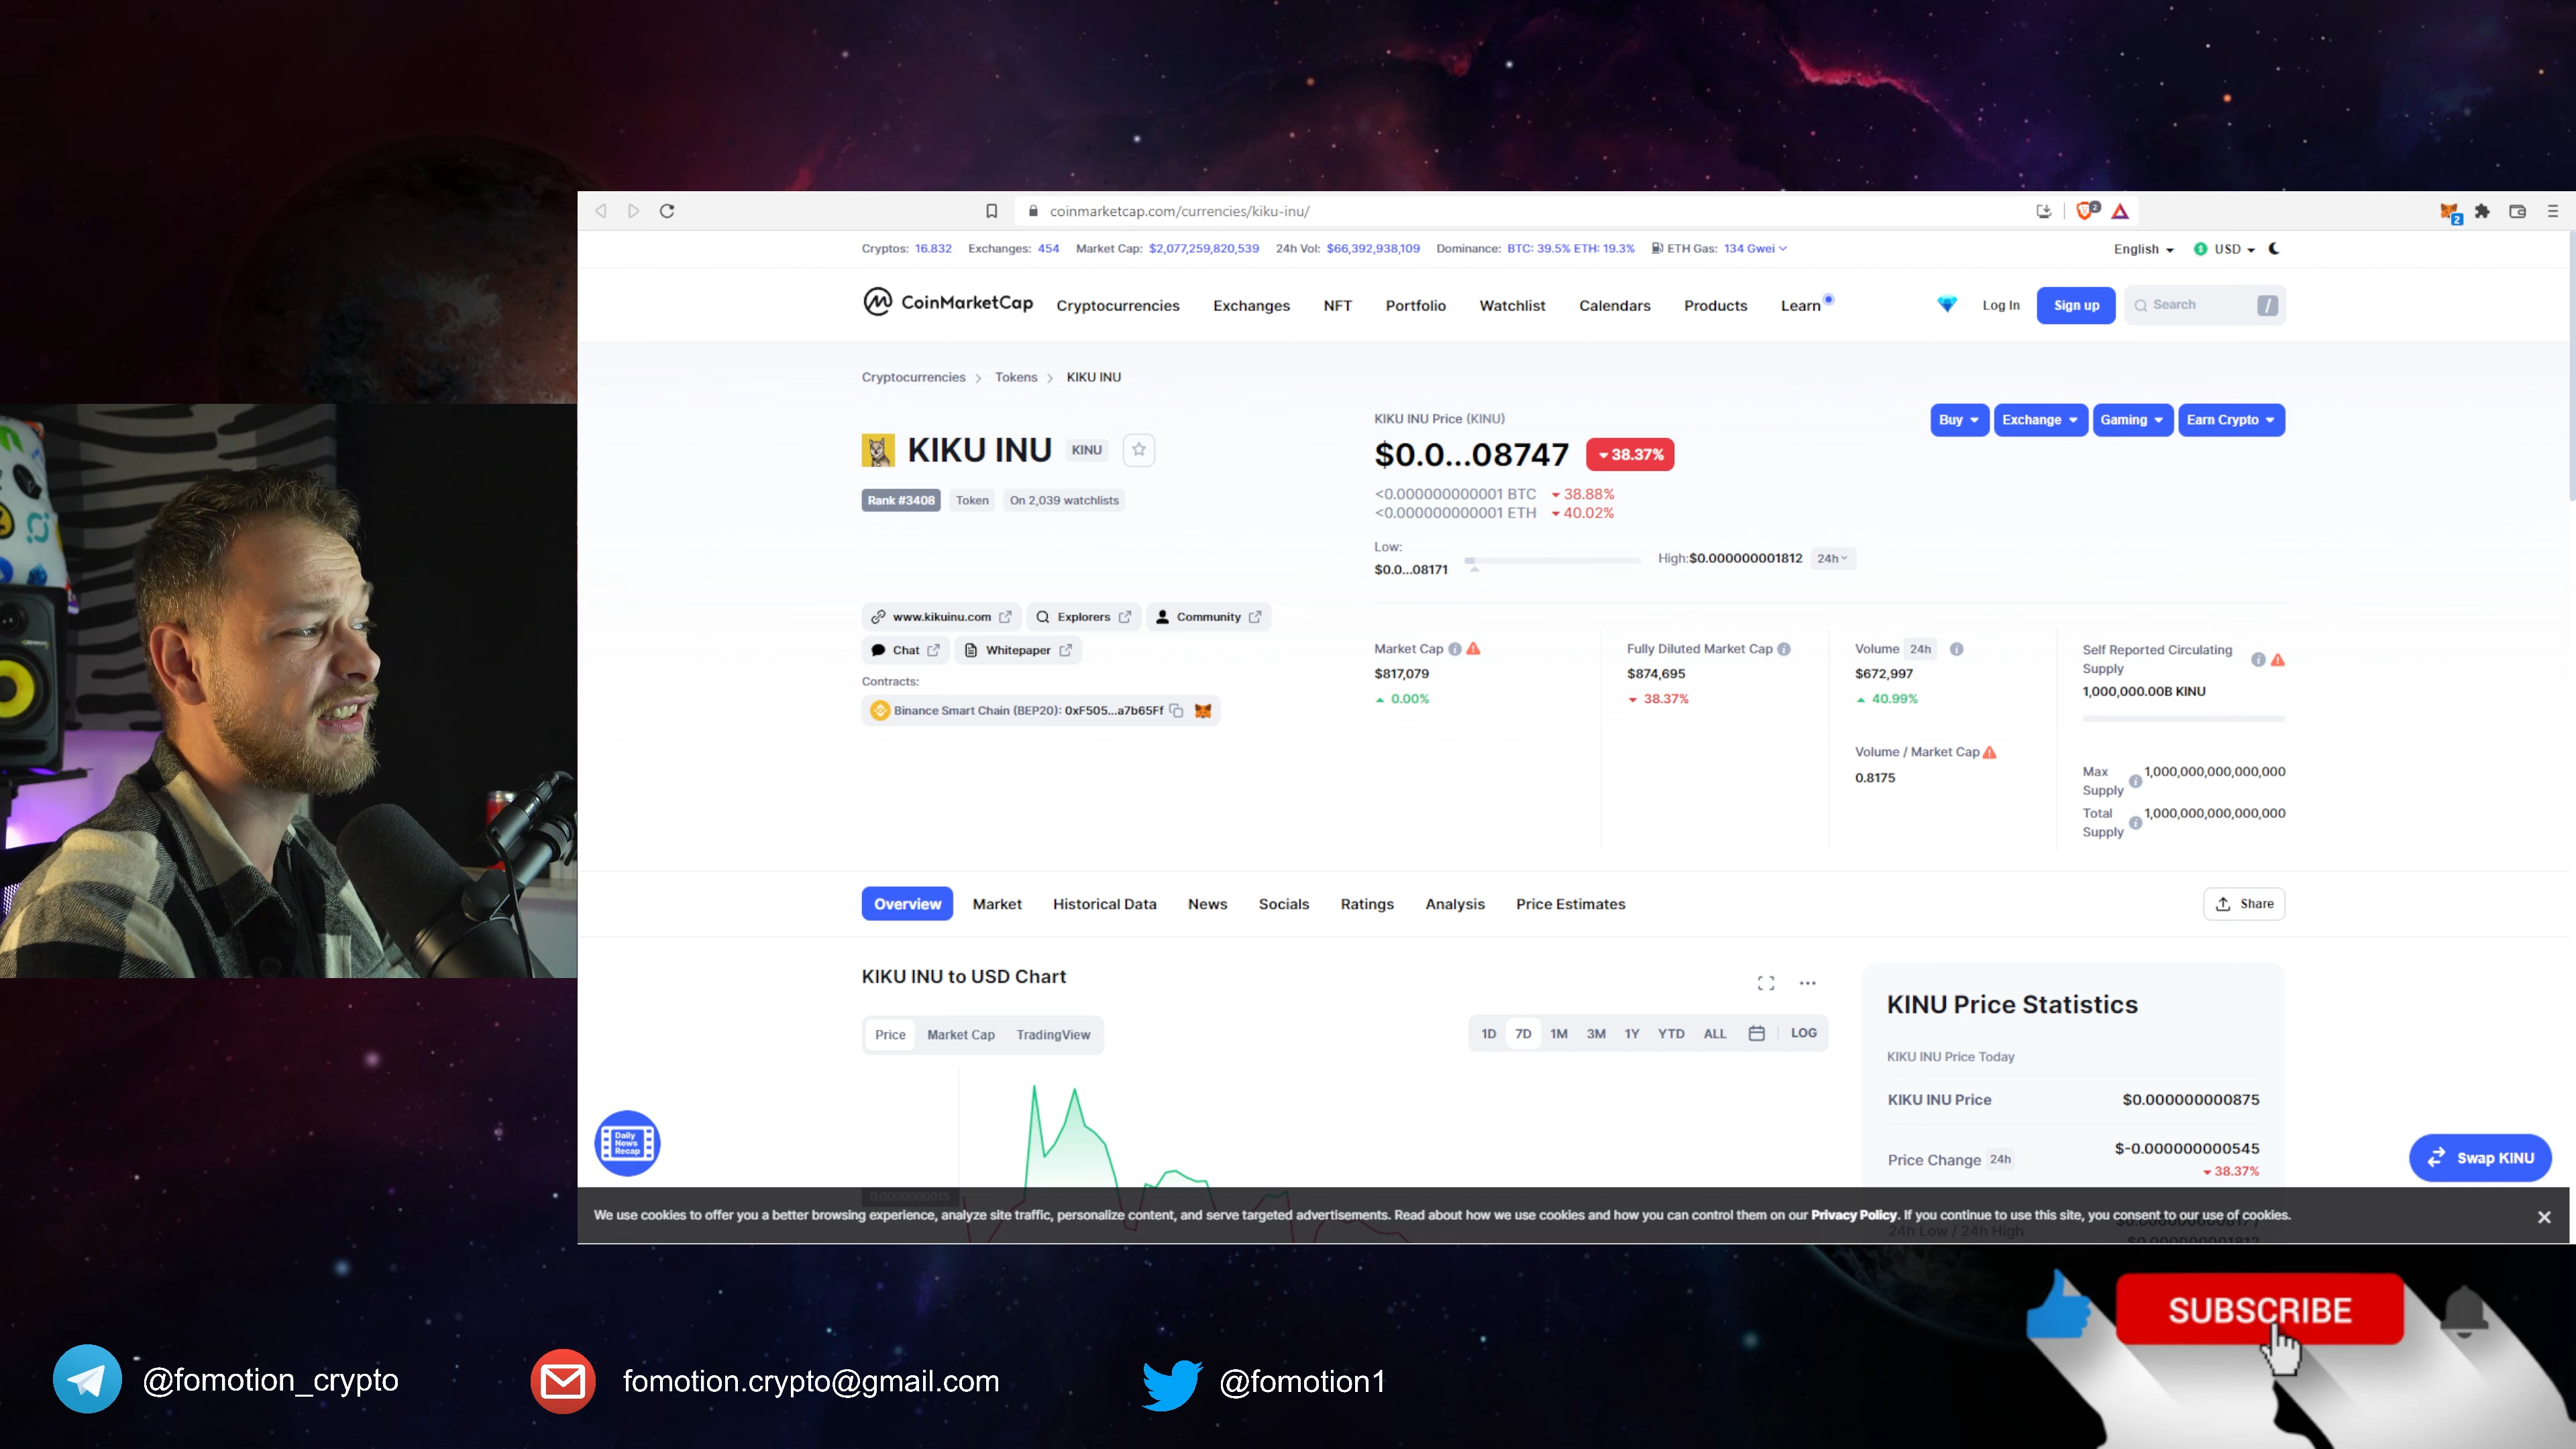 coinmarketcap.com/currencies/kiku-inu/
2
2
Cryptos: 16.832 Exchanges: 454 Market Cap: $2,077,259,820,539 24h Vol: $66,392,938,109 Dominance: BTC: 39.5% ETH: 19.3% ETH Gas: 134 Gwei
English USD
CoinMarketCap Cryptocurrencies Exchanges NFT Portfolio Watchlist Calendars Products Learn Log In Sign up Search /
Cryptocurrencies > Tokens > KIKU INU
KIKU INU KINU
Rank #3408 Token On 2,039 watchlists
KIKU INU Price (KINU)
$0.0...08747 38.37%
<0.000000000001 BTC 38.88%
<0.000000000001 ETH 40.02%
Low:
$0.0...08171
High:$0.000000001812 24h
Buy Exchange Gaming Earn Crypto
www.kikuinu.com Explorers Community
Chat Whitepaper
Contracts:
Binance Smart Chain (BEP20): 0xF505...a7b65Ff
Market Cap
$817,079
0.00%
Fully Diluted Market Cap
$874,695
38.37%
Volume 24h
$672,997
40.99%
Volume / Market Cap
0.8175
Self Reported Circulating
Supply
1,000,000.00B KINU
Max
Supply
1,000,000,000,000,000
Total
Supply
1,000,000,000,000,000
Overview Market Historical Data News Socials Ratings Analysis Price Estimates Share
KIKU INU to USD Chart
Price Market Cap TradingView
1D 7D 1M 3M 1Y YTD ALL LOG
0.0000000015
KINU Price Statistics
KIKU INU Price Today
KIKU INU Price $0.000000000875
Price Change 24h $-0.000000000545
38.37%
24h Low / 24h High
$0.000000001812
Daily
News
Recap
Swap KINU
We use cookies to offer you a better browsing experience, analyze site traffic, personalize content, and serve targeted advertisements. Read about how we use cookies and how you can control them on our Privacy Policy. If you continue to use this site, you consent to our use of cookies.
SUBSCRIBE
@fomotion_crypto
fomotion.crypto@gmail.com
@fomotion1